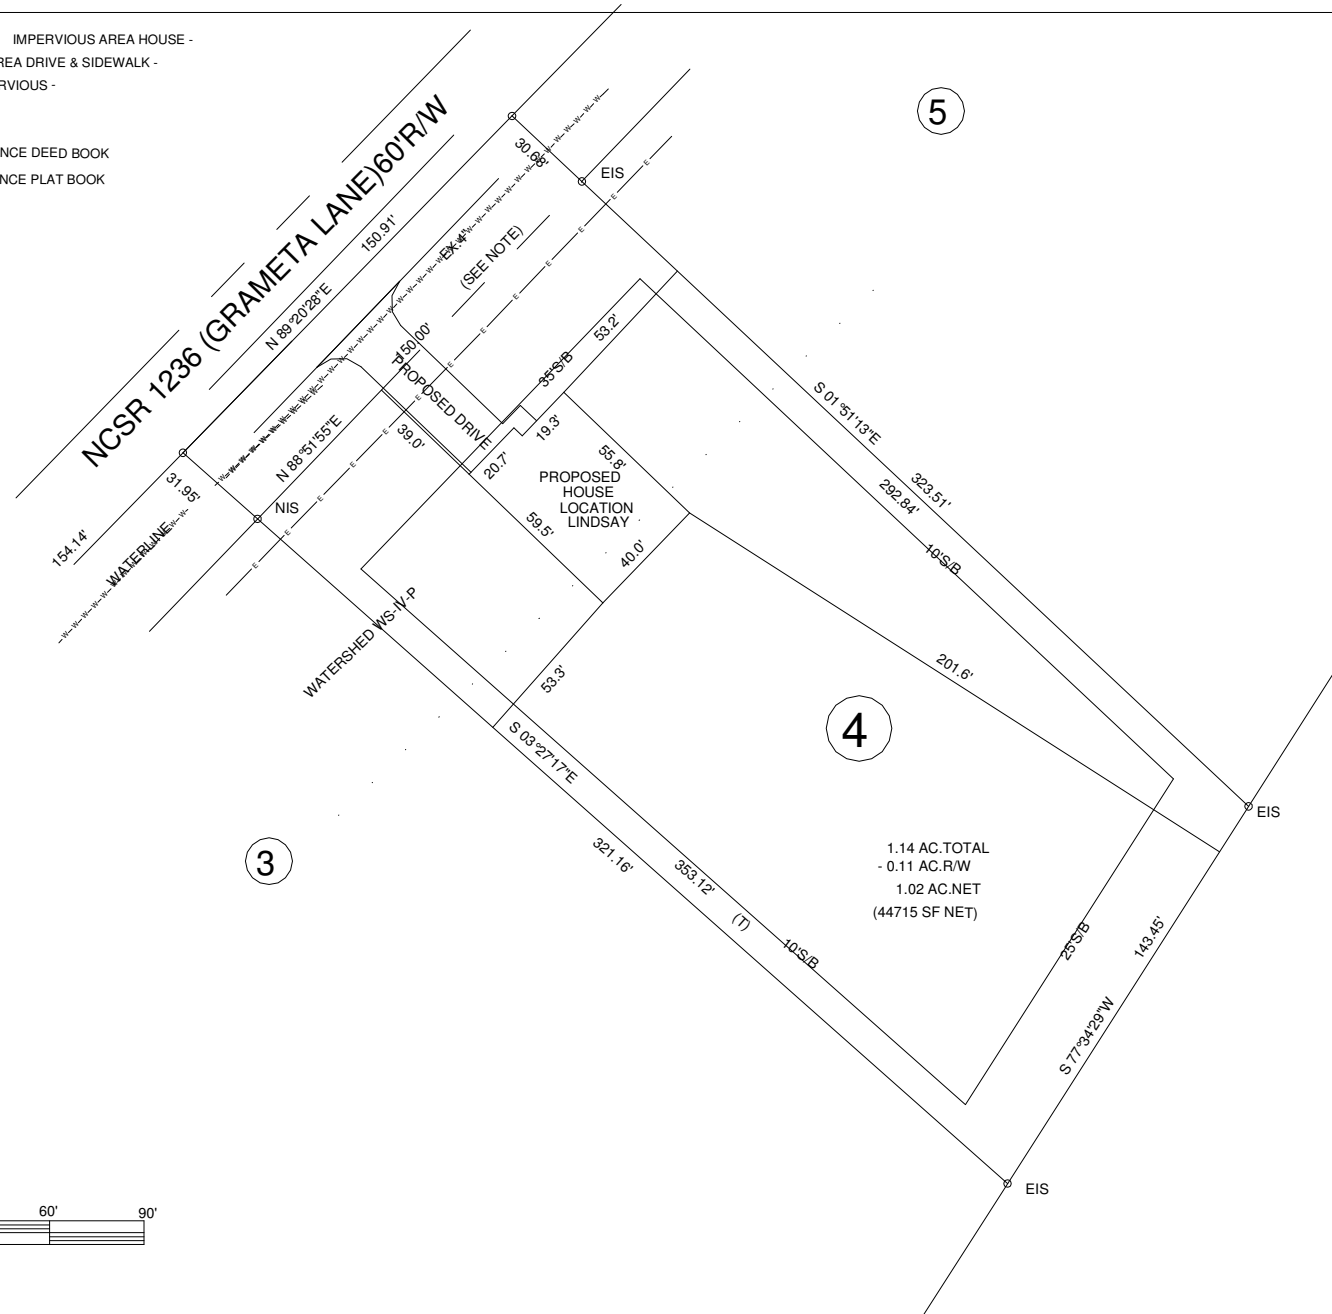 IMPERVIOUS AREA HOUSE -
REA DRIVE & SIDEWALK -
RVIOUS -
NCE DEED BOOK
NCE PLAT BOOK
NCSR 1236 (GRAMETA LANE)60'R/W
5
30.68'
EIS
150.91'
N 89°20'28"E
EX.4"
(SEE NOTE)
150.00'
N 88°51'55"E
PROPOSED DRIVE
39.0'
35'S/B
53.2'
19.3'
20.7'
55.8'
PROPOSED
HOUSE
LOCATION
LINDSAY
59.5'
40.0'
S 01°51'13"E
323.51'
292.84'
10'S/B
31.95'
NIS
154.14'
WATERLINE
WATERSHED WS-IV-P
53.3'
201.6'
4
S 03°27'17"E
EIS
3
321.16'
353.12'
(T)
10'S/B
1.14 AC.TOTAL
- 0.11 AC.R/W
1.02 AC.NET
(44715 SF NET)
25'S/B
143.45'
S 77°34'29"W
EIS
60' 90'